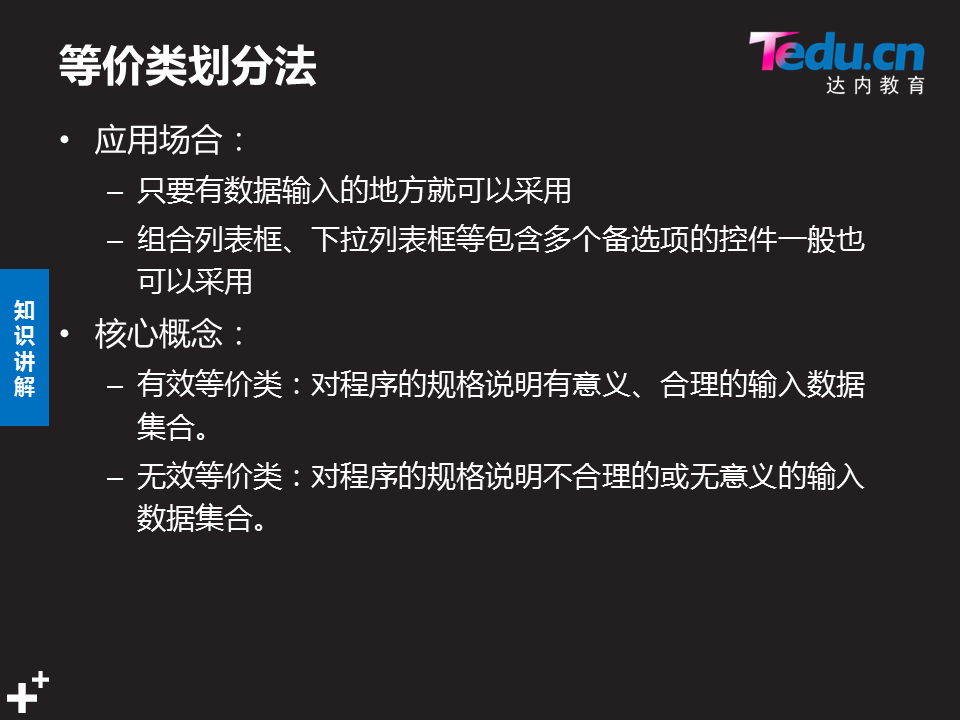 等价类划分法
Tedu.cn
达内教育
• 应用场合：
– 只要有数据输入的地方就可以采用
– 组合列表框、下拉列表框等包含多个备选项的控件一般也
可以采用
知识讲解
• 核心概念：
– 有效等价类：对程序的规格说明有意义、合理的输入数据
集合。
– 无效等价类：对程序的规格说明不合理的或无意义的输入
数据集合。